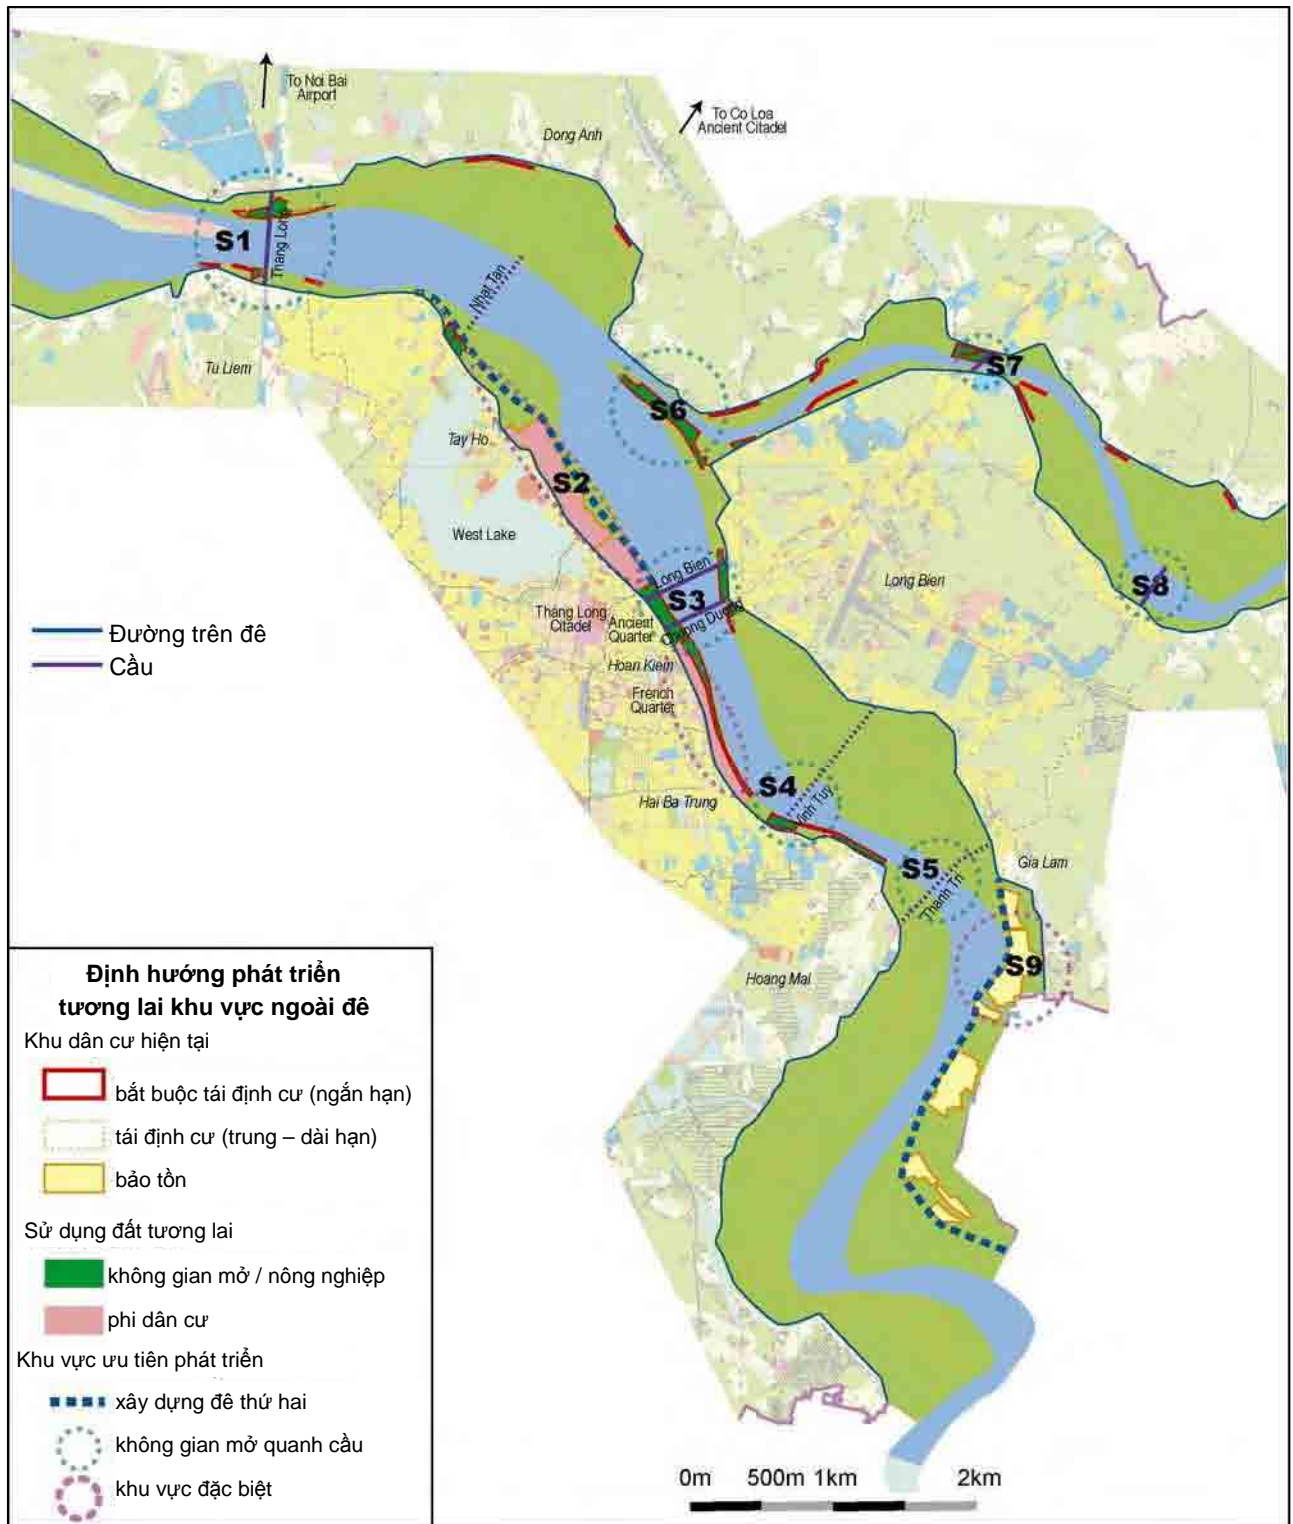 To Noi Bai
Airport
To Co Loa
Ancient Citadel
Dong Anh
S1
Thang Long
Nhat Tan
Tu Liem
S7
S6
Tay Ho
S2
West Lake
Long Bien
S8
Long Bien
S3
Thang Long
Citadel
Ancient
Quarter
Chuong Duong
Đường trên đê
Cầu
Hoan Kiem
French
Quarter
S4
Vinh Tuy
Hai Ba Trung
S5
Thanh Tri
Gia Lam
S9
Hoang Mai
Định hướng phát triển
tương lai khu vực ngoài đê
Khu dân cư hiện tại
bắt buộc tái định cư (ngắn hạn)
tái định cư (trung – dài hạn)
bảo tồn
Sử dụng đất tương lai
không gian mở / nông nghiệp
phi dân cư
Khu vực ưu tiên phát triển
xây dựng đê thứ hai
không gian mở quanh cầu
khu vực đặc biệt
0m 500m 1km 2km